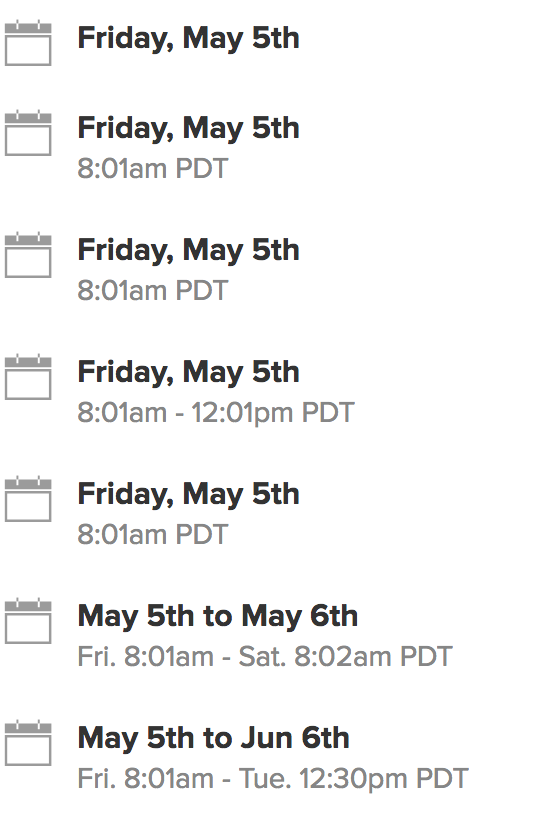 Friday, May 5th
Friday, May 5th
8:01am PDT
Friday, May 5th
8:01am PDT
Friday, May 5th
8:01am - 12:01pm PDT
Friday, May 5th
8:01am PDT
May 5th to May 6th
Fri. 8:01am - Sat. 8:02am PDT
May 5th to Jun 6th
Fri. 8:01am - Tue. 12:30pm PDT